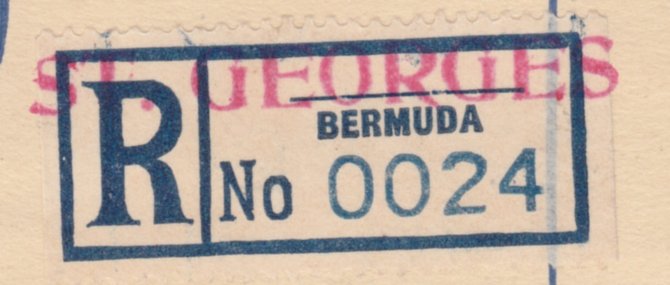 ST. GEORGES
R
BERMUDA
No 0024